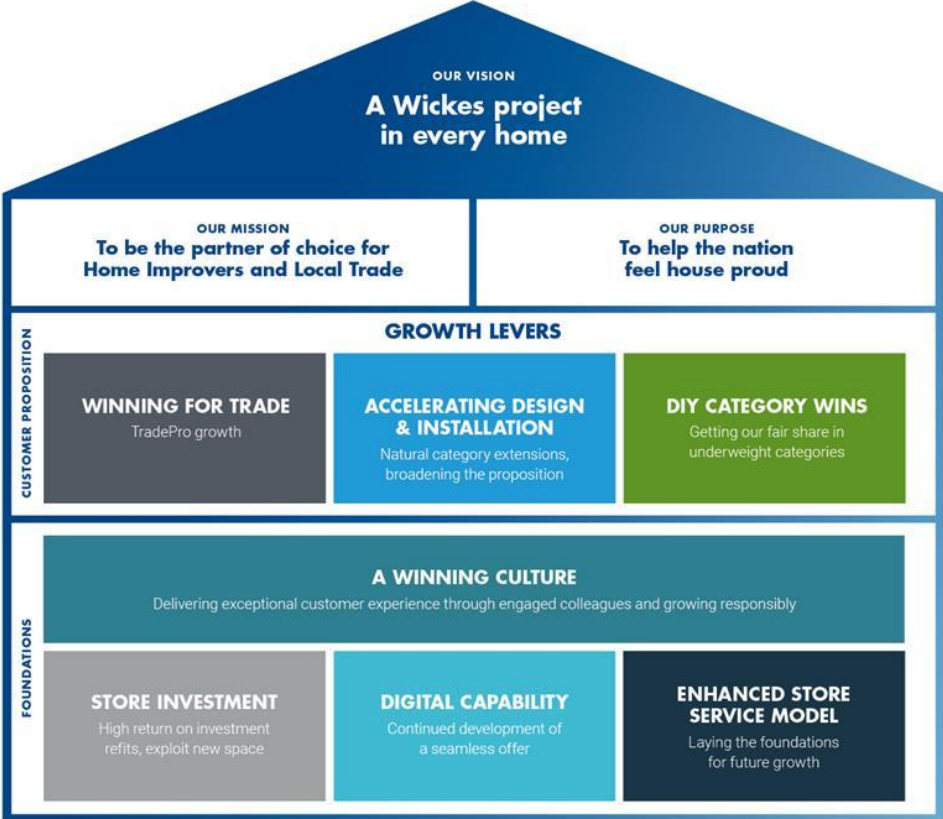 OUR VISION
A Wickes project
in every home
OUR MISSION
To be the partner of choice for
Home Improvers and Local Trade
OUR PURPOSE
To help the nation
feel house proud
CUSTOMER PROPOSITION
GROWTH LEVERS
WINNING FOR TRADE
TradePro growth
ACCELERATING DESIGN
& INSTALLATION
Natural category extensions,
broadening the proposition
DIY CATEGORY WINS
Getting our fair share in
underweight categories
FOUNDATIONS
A WINNING CULTURE
Delivering exceptional customer experience through engaged colleagues and growing responsibly
STORE INVESTMENT
High return on investment
refits, exploit new space
DIGITAL CAPABILITY
Continued development of
a seamless offer
ENHANCED STORE
SERVICE MODEL
Laying the foundations
for future growth